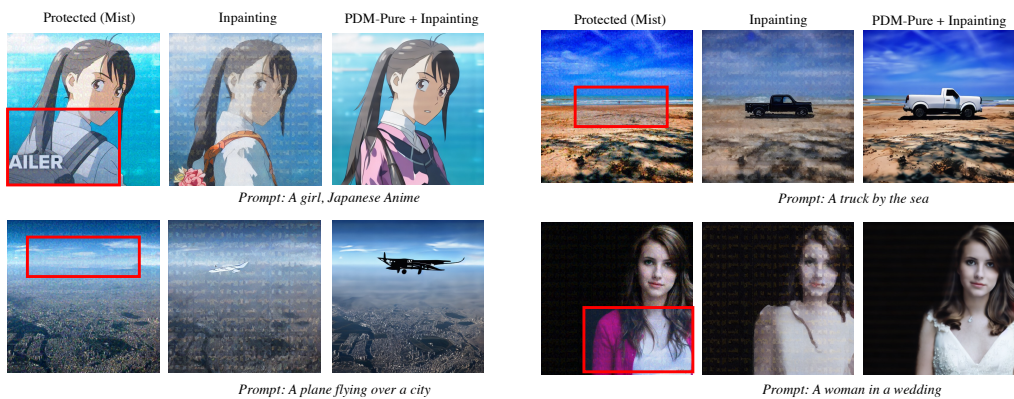 Protected (Mist) Inpainting PDM-Pure + Inpainting
AILER
Prompt: A girl, Japanese Anime
Prompt: A plane flying over a city
Protected (Mist) Inpainting PDM-Pure + Inpainting
Prompt: A truck by the sea
Prompt: A woman in a wedding